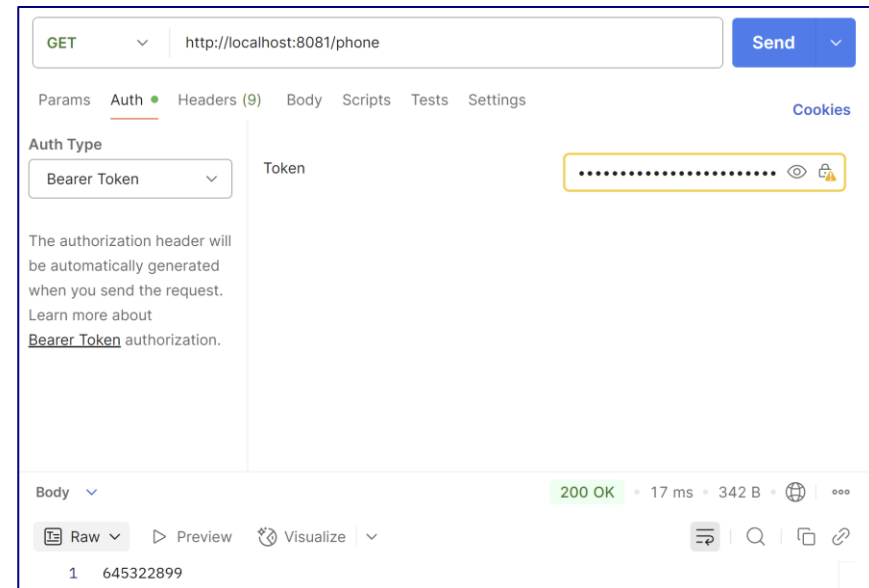 GET http://localhost:8081/phone Send
Params Auth Headers (9) Body Scripts Tests Settings Cookies
Auth Type
Bearer Token
Token
The authorization header will
be automatically generated
when you send the request.
Learn more about
Bearer Token authorization.
Body 200 OK • 17 ms • 342 B
Raw Preview Visualize
1 645322899